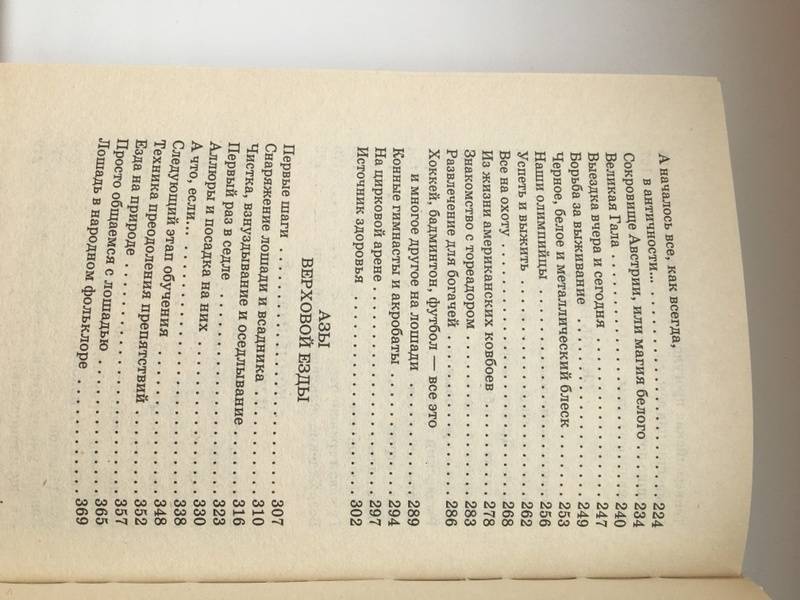 А началось все, как всегда,
в античности... . . . . . . . . . . . . . . . . . . . . 224
Сокровище Австрии, или магия белого . . . . . . 234
Великая Гала . . . . . . . . . . . . . . . . . . . . . . 240
Выездка вчера и сегодня . . . . . . . . . . . . . . . 247
Борьба за выживание . . . . . . . . . . . . . . . . . 249
Черное, белое и металлический блеск . . . . . . . 253
Наши олимпийцы . . . . . . . . . . . . . . . . . . . . 256
Успеть и выжить . . . . . . . . . . . . . . . . . . . . 262
Все на охоту . . . . . . . . . . . . . . . . . . . . . . . 268
Из жизни американских ковбоев . . . . . . . . . . 278
Знакомство с тореадором . . . . . . . . . . . . . . . 283
Развлечение для богачей . . . . . . . . . . . . . . . 286
Хоккей, бадминтон, футбол — все это
и многое другое на лошади . . . . . . . . . . . . 289
Конные гимнасты и акробаты . . . . . . . . . . . . 294
На цирковой арене . . . . . . . . . . . . . . . . . . . 297
Источник здоровья . . . . . . . . . . . . . . . . . . . 302
АЗЫ
ВЕРХОВОЙ ЕЗДЫ
Первые шаги . . . . . . . . . . . . . . . . . . . . . . . 307
Снаряжение лошади и всадника . . . . . . . . . . . 310
Чистка, взнуздывание и оседлывание . . . . . . . 316
Первый раз в седле . . . . . . . . . . . . . . . . . . . 323
Аллюры и посадка на них . . . . . . . . . . . . . . . 330
А что, если... . . . . . . . . . . . . . . . . . . . . . . . 338
Следующий этап обучения . . . . . . . . . . . . . . . 348
Техника преодоления препятствий . . . . . . . . . 352
Езда на природе . . . . . . . . . . . . . . . . . . . . . 357
Просто общаемся с лошадью . . . . . . . . . . . . . 365
Лошадь в народном фольклоре . . . . . . . . . . . 369